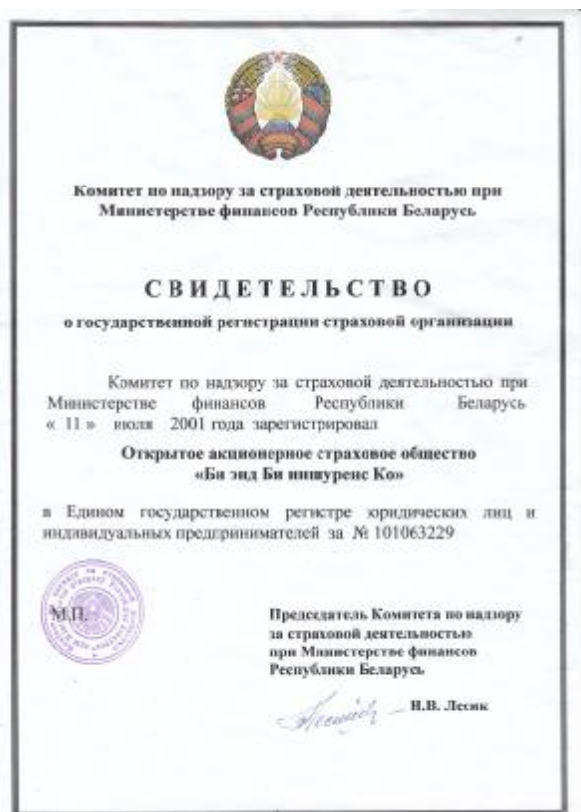 Комитет по надзору за страховой деятельностью при
Министерстве финансов Республики Беларусь
СВИДЕТЕЛЬСТВО
о государственной регистрации страховой организации
Комитет по надзору за страховой деятельностью при
Министерстве финансов Республики Беларусь
« 11 » июля 2001 года зарегистрировал
Открытое акционерное страховое общество
«Би энд Би иншуренс Ко»
в Едином государственном регистре юридических лиц и
индивидуальных предпринимателей за № 101063229
М.П.
Председатель Комитета по надзору
за страховой деятельностью
при Министерстве финансов
Республики Беларусь
Н.В. Лесик